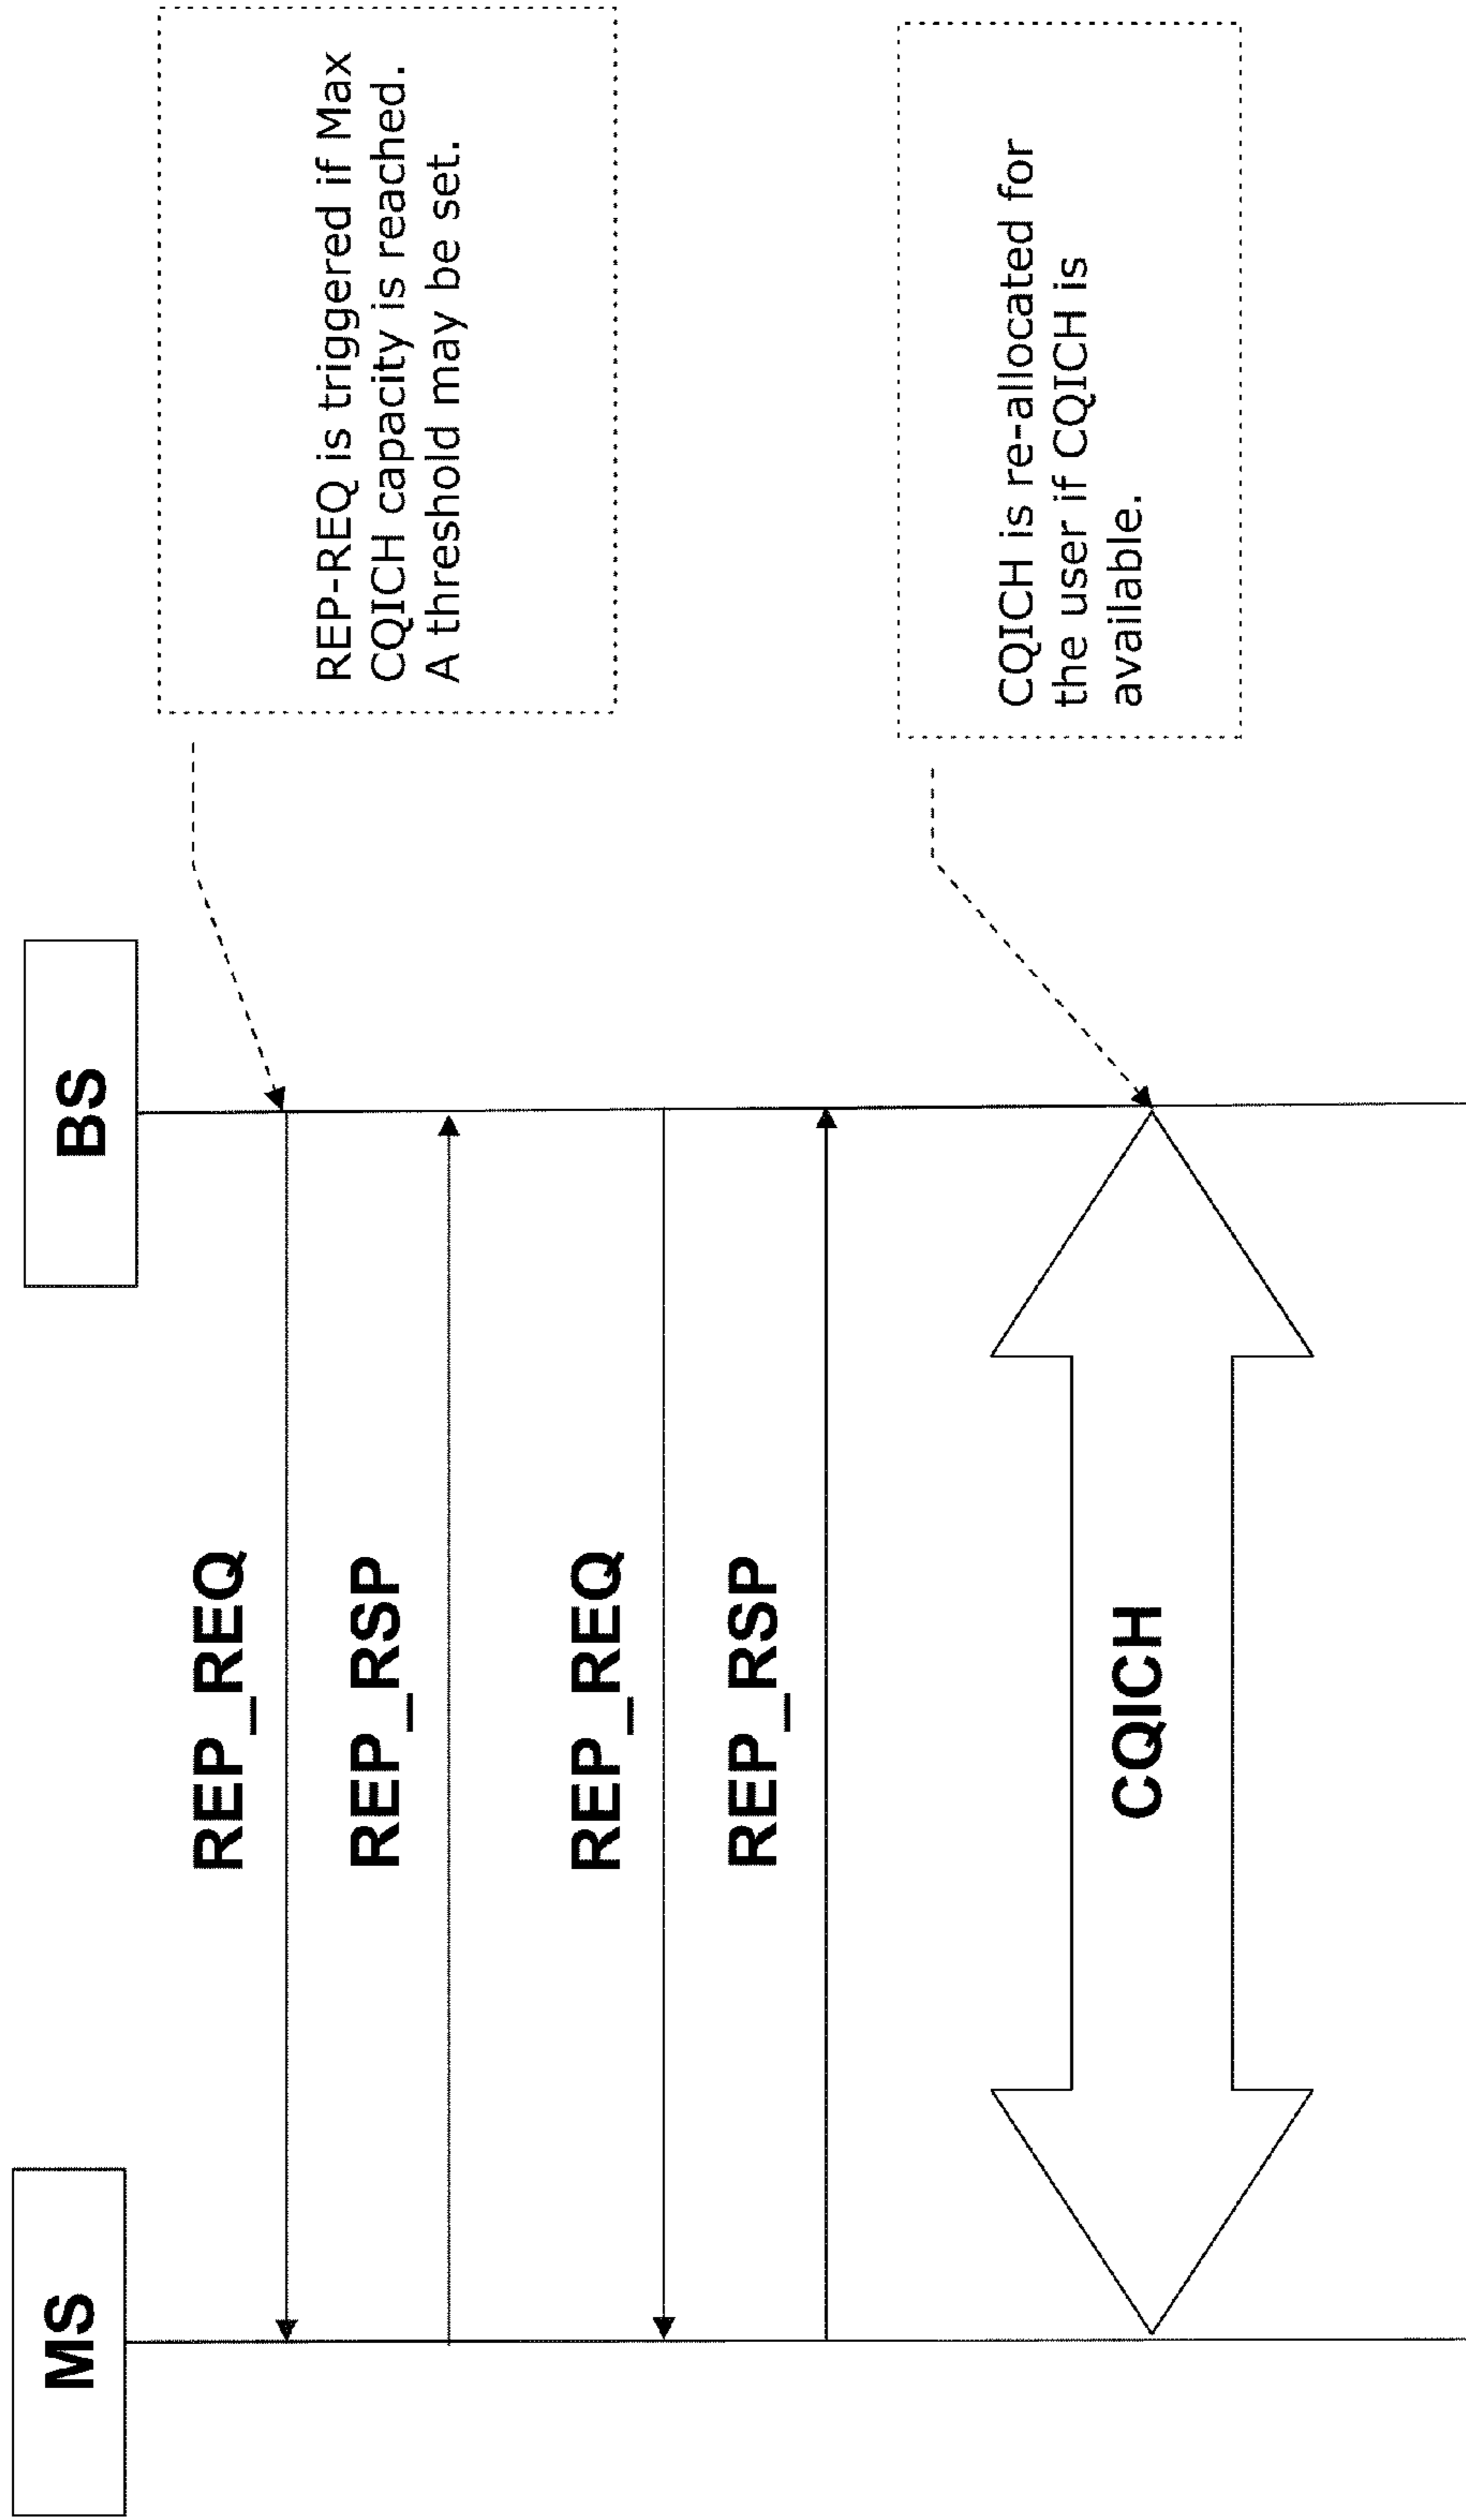 MS
BS
REP_REQ
REP-REQ is triggered if Max
CQICH capacity is reached.
A threshold may be set.
REP_RSP
REP_REQ
REP_RSP
CQICH
CQICH is re-allocated for
the user if CQICH is
available.